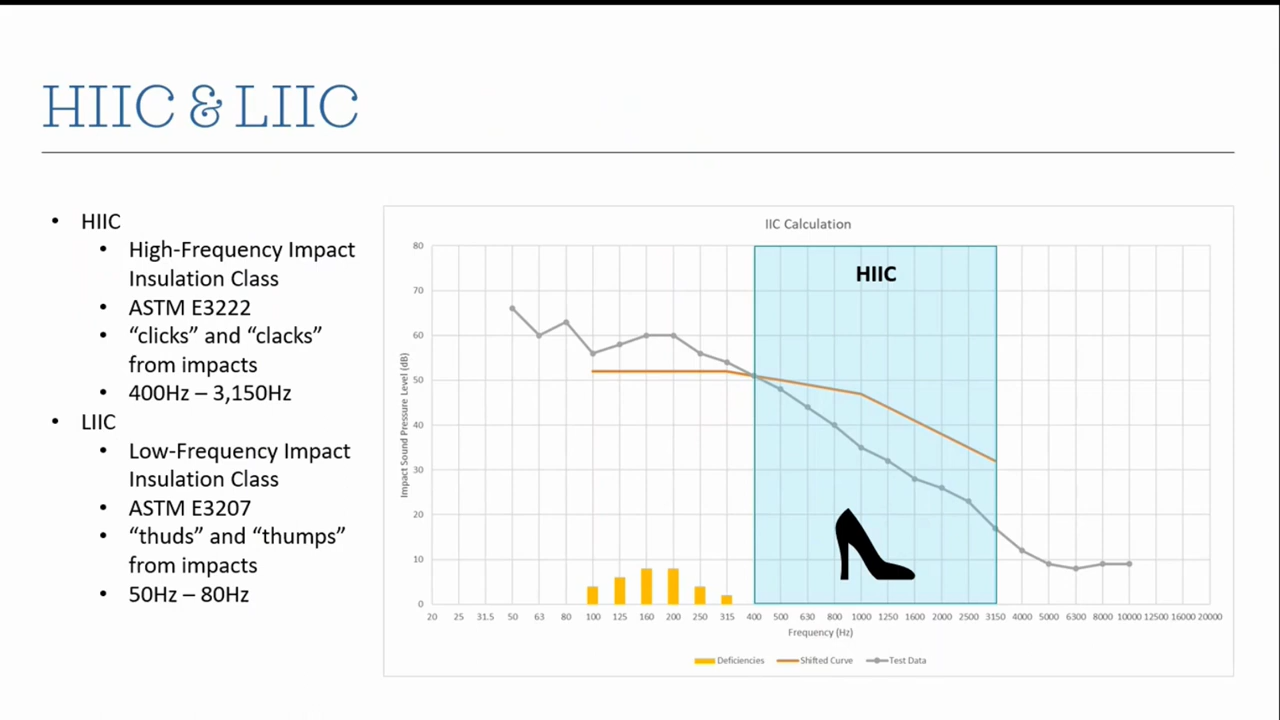 HIIC & LIIC
• HIIC
• High-Frequency Impact
Insulation Class
• ASTM E3222
• “clicks” and “clacks”
from impacts
• 400Hz – 3,150Hz
• LIIC
• Low-Frequency Impact
Insulation Class
• ASTM E3207
• “thuds” and “thumps”
from impacts
• 50Hz – 80Hz
IIC Calculation
HIIC
Impact Sound Pressure Level (dB)
80
70
60
50
40
30
20
10
0
20 25 31.5 50 63 80 100 125 160 200 250 315 400 500 630 800 1000 1250 1600 2000 2500 3150 4000 5000 6300 8000 10000 12500 16000 20000
Frequency (Hz)
Deficiencies Shifted Curve Test Data